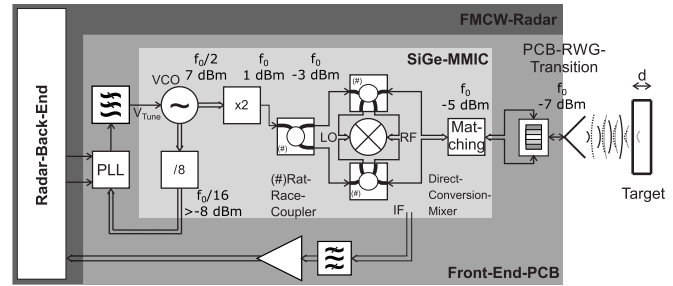 FMCW-Radar
SiGe-MMIC
PCB-RWG-
Transition
f₀/2
7 dBm
f₀
1 dBm
f₀
-3 dBm
f₀
-5 dBm
f₀
-7 dBm
d
VCO
V_Tune
~
x2
(#)
(#)
(#)
LO
RF
Mat-
ching
Radar-Back-End
PLL
/8
f₀/16
>-8 dBm
(#)Rat-
Race-
Coupler
IF
Direct-
Conversion-
Mixer
Target
Front-End-PCB